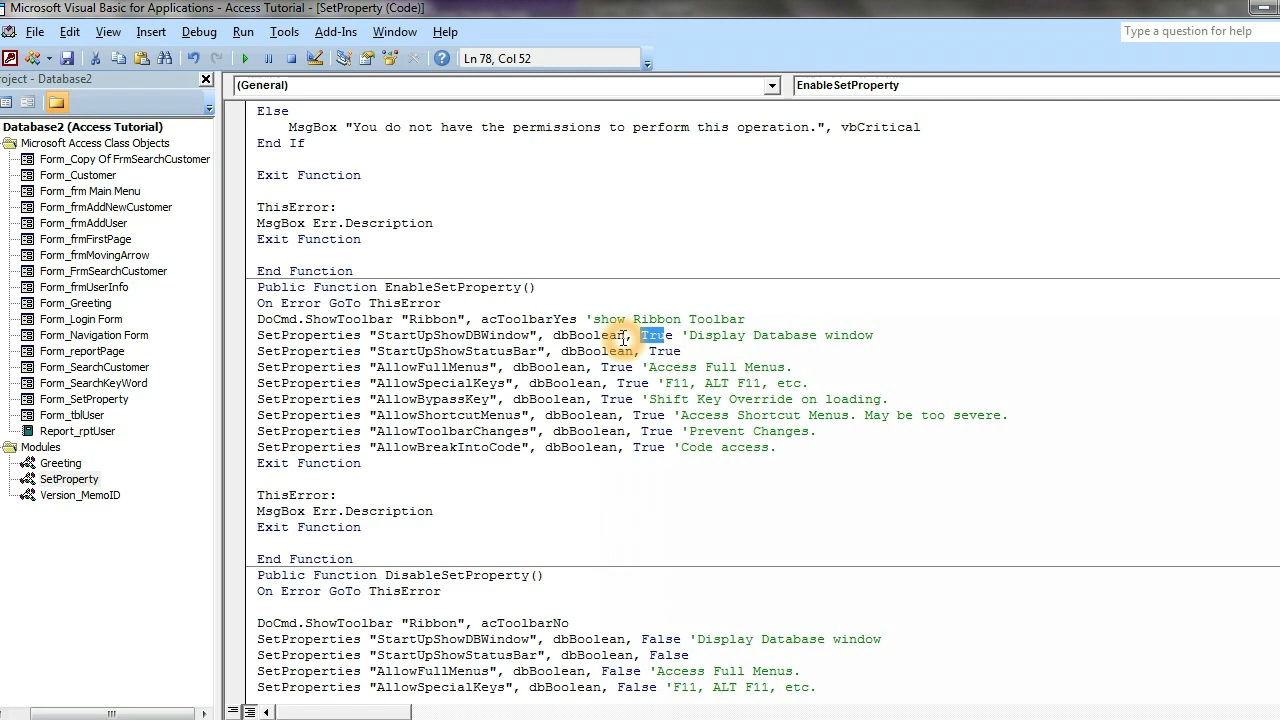 Microsoft Visual Basic for Applications - Access Tutorial - [SetProperty (Code)]
File Edit View Insert Debug Run Tools Add-Ins Window Help
Type a question for help
Ln 78, Col 52
roject - Database2
(General)
EnableSetProperty
Database2 (Access Tutorial)
Microsoft Access Class Objects
Form_Copy Of FrmSearchCustomer
Form_Customer
Form_frm Main Menu
Form_frmAddNewCustomer
Form_frmAddUser
Form_frmFirstPage
Form_frmMovingArrow
Form_FrmSearchCustomer
Form_frmUserInfo
Form_Greeting
Form_Login Form
Form_Navigation Form
Form_reportPage
Form_SearchCustomer
Form_SearchKeyWord
Form_SetProperty
Form_tblUser
Report_rptUser
Modules
Greeting
SetProperty
Version_MemoID
Else
MsgBox "You do not have the permissions to perform this operation.", vbCritical
End If
Exit Function
ThisError:
MsgBox Err.Description
Exit Function
End Function
Public Function EnableSetProperty()
On Error GoTo ThisError
DoCmd.ShowToolbar "Ribbon", acToolbarYes 'show Ribbon Toolbar
SetProperties "StartUpShowDBWindow", dbBoolean, True 'Display Database window
SetProperties "StartUpShowStatusBar", dbBoolean, True
SetProperties "AllowFullMenus", dbBoolean, True 'Access Full Menus.
SetProperties "AllowSpecialKeys", dbBoolean, True 'F11, ALT F11, etc.
SetProperties "AllowBypassKey", dbBoolean, True 'Shift Key Override on loading.
SetProperties "AllowShortcutMenus", dbBoolean, True 'Access Shortcut Menus. May be too severe.
SetProperties "AllowToolbarChanges", dbBoolean, True 'Prevent Changes.
SetProperties "AllowBreakIntoCode", dbBoolean, True 'Code access.
Exit Function
ThisError:
MsgBox Err.Description
Exit Function
End Function
Public Function DisableSetProperty()
On Error GoTo ThisError
DoCmd.ShowToolbar "Ribbon", acToolbarNo
SetProperties "StartUpShowDBWindow", dbBoolean, False 'Display Database window
SetProperties "StartUpShowStatusBar", dbBoolean, False
SetProperties "AllowFullMenus", dbBoolean, False 'Access Full Menus.
SetProperties "AllowSpecialKeys", dbBoolean, False 'F11, ALT F11, etc.